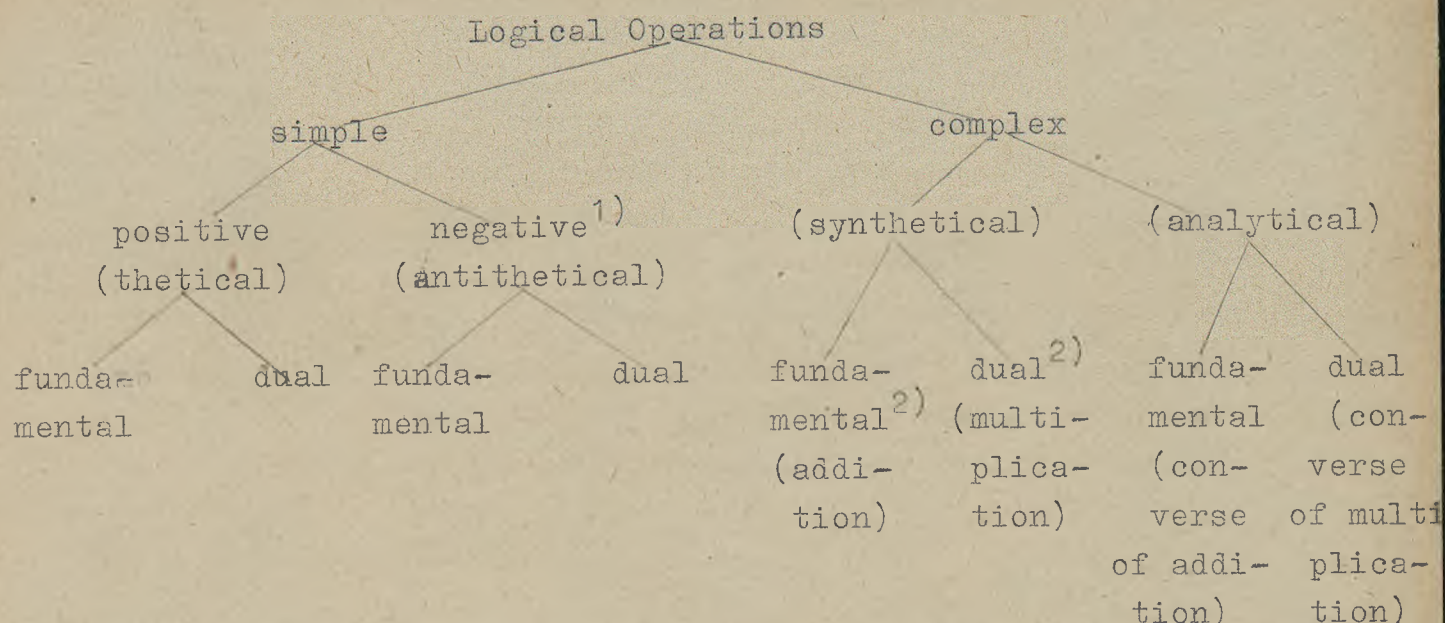 Logical Operations
simple complex
positive negative1) (synthetical) (analytical)
(thetical) (antithetical)
funda- dual funda- dual funda- dual2) funda- dual
mental mental mental2) (multi- mental (con-
(addi- plica- (con- verse
tion) tion) verse of multi
of addi- plica-
tion) tion)